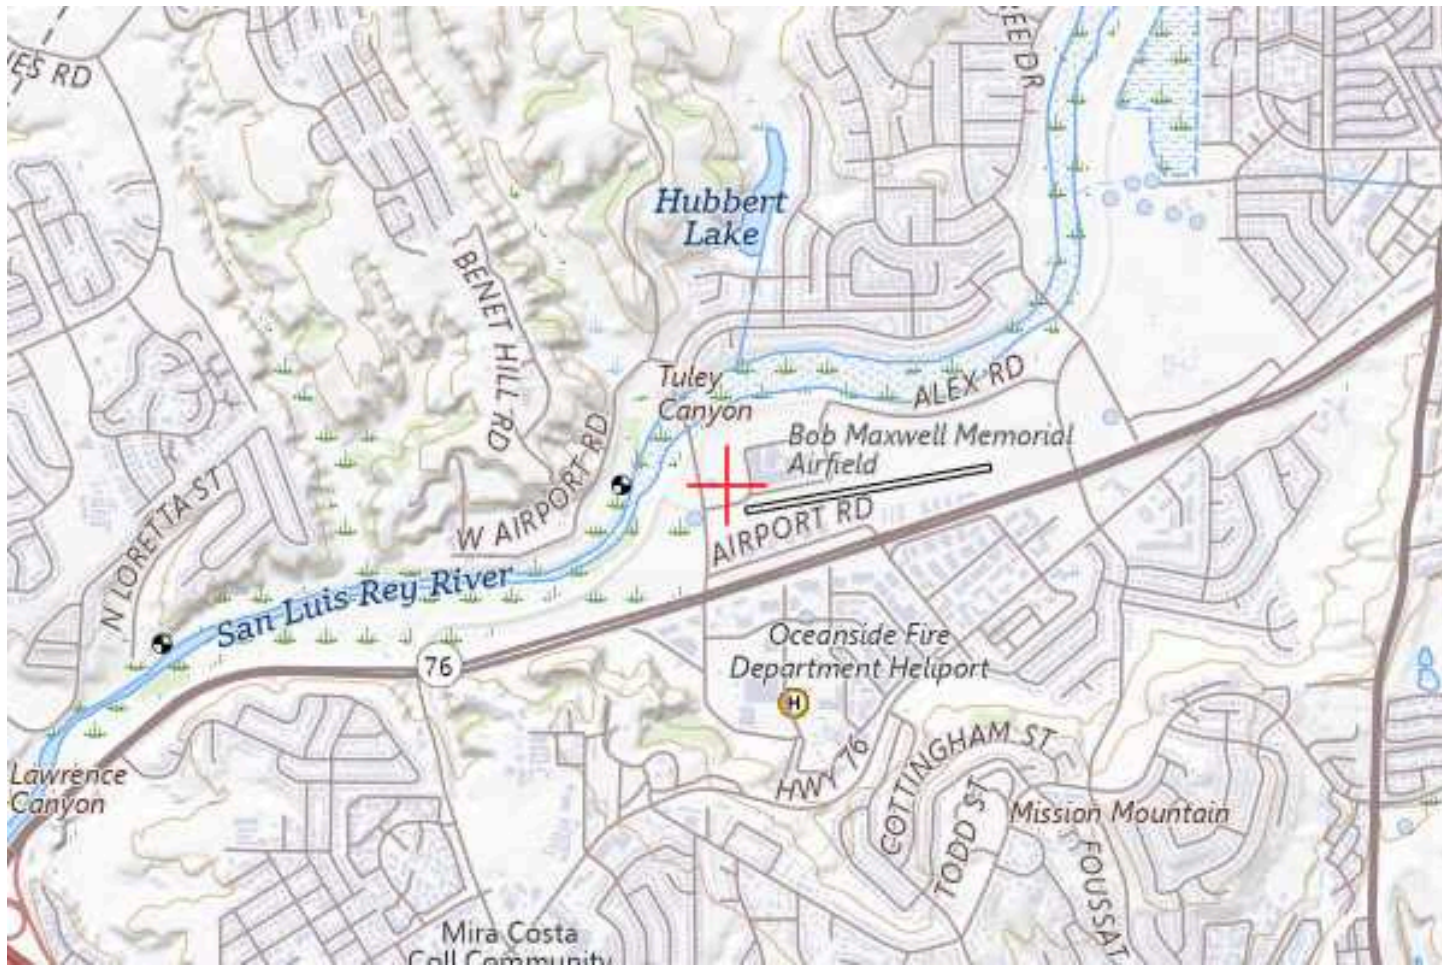 ES RD
EE DR
Hubbert
Lake
BENET HILL RD
Tuley
Canyon
ALEX RD
Bob Maxwell Memorial
Airfield
W AIRPORT RD
AIRPORT RD
N LORETTA ST
San Luis Rey River
76
Oceanside Fire
Department Heliport
H
HWY 76
COTTINGHAM ST
TODD ST
Mission Mountain
FOUSSAT
Lawrence
Canyon
Mira Costa
Coll Community